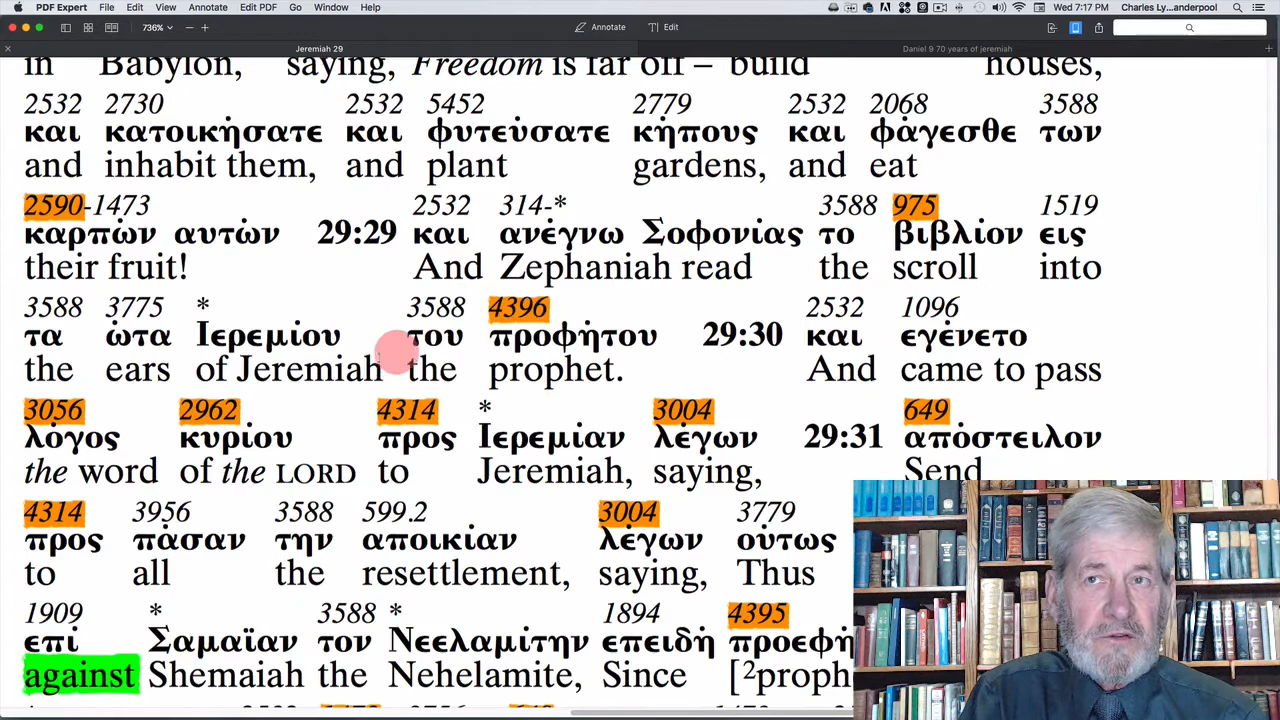 PDF Expert File Edit View Annotate Edit PDF Go Window Help Wed 7:17 PM Charles Ly...anderpool
736% Annotate Edit
Jeremiah 29 Daniel 9 70 years of jeremiah
in Babylon, saying, Freedom is far off – build houses,
2532 2730 2532 5452 2779 2532 2068 3588
και κατοικήσατε και φυτεύσατε κήπους και φάγεσθε των
and inhabit them, and plant gardens, and eat
2590-1473 2532 314-* 3588 975 1519
καρπών αυτών 29:29 και ανέγνω Σοφονίας το βιβλίον εις
their fruit! And Zephaniah read the scroll into
3588 3775 * 3588 4396 2532 1096
τα ώτα Ιερεμίου του προφήτου 29:30 και εγένετο
the ears of Jeremiah the prophet. And came to pass
3056 2962 4314 * 3004 649
λόγος κυρίου προς Ιερεμίαν λέγων 29:31 απόστειλον
the word of the LORD to Jeremiah, saying, Send
4314 3956 3588 599.2 3004 3779
προς πάσαν την αποικίαν λέγων ούτως
to all the resettlement, saying, Thus
1909 * 3588 * 1894 4395
επί Σαμαϊαν τον Νεελαμίτην επειδή προεφή
against Shemaiah the Nehelamite, Since [²proph